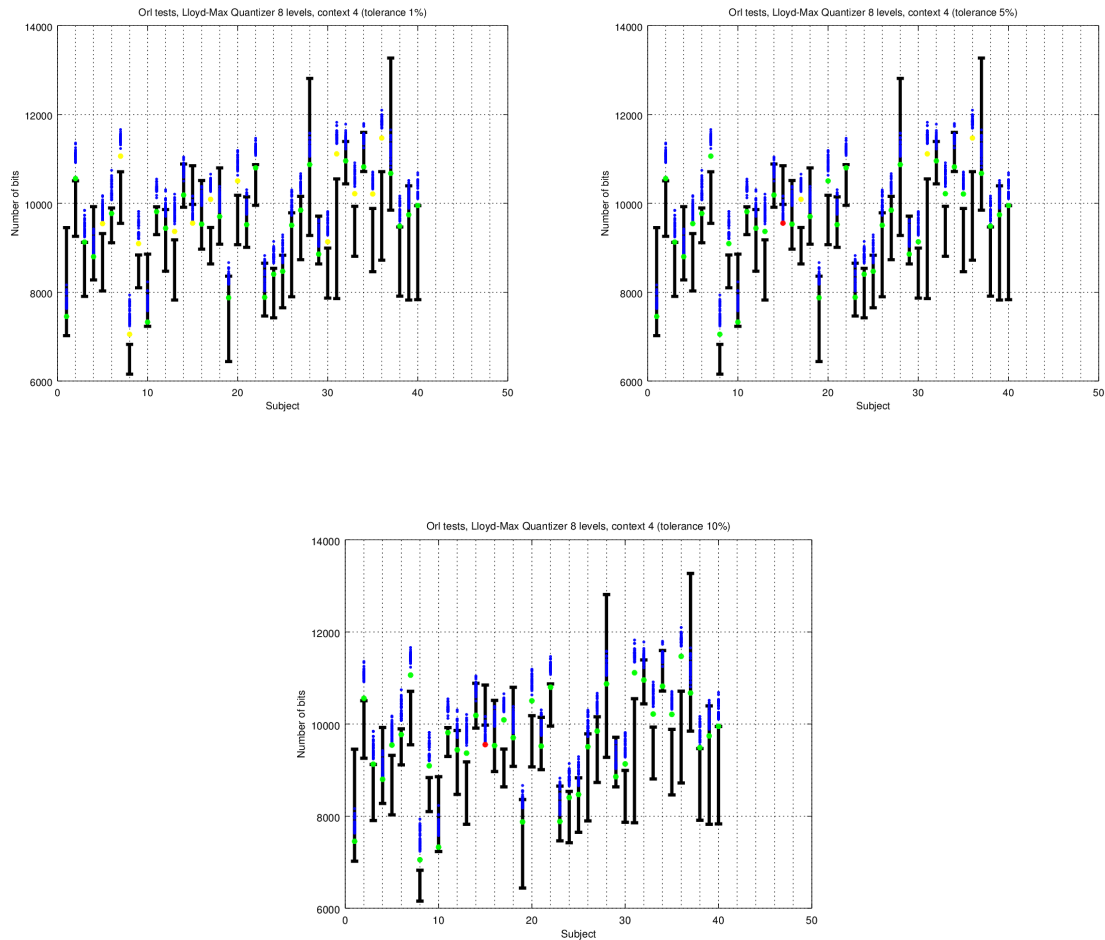 Orl tests, Lloyd-Max Quantizer 8 levels, context 4 (tolerance 1%)
14000
12000
10000
8000
6000
Number of bits
0 10 20 30 40 50
Subject
Orl tests, Lloyd-Max Quantizer 8 levels, context 4 (tolerance 5%)
14000
12000
10000
8000
6000
Number of bits
0 10 20 30 40 50
Subject
Orl tests, Lloyd-Max Quantizer 8 levels, context 4 (tolerance 10%)
14000
12000
10000
8000
6000
Number of bits
0 10 20 30 40 50
Subject